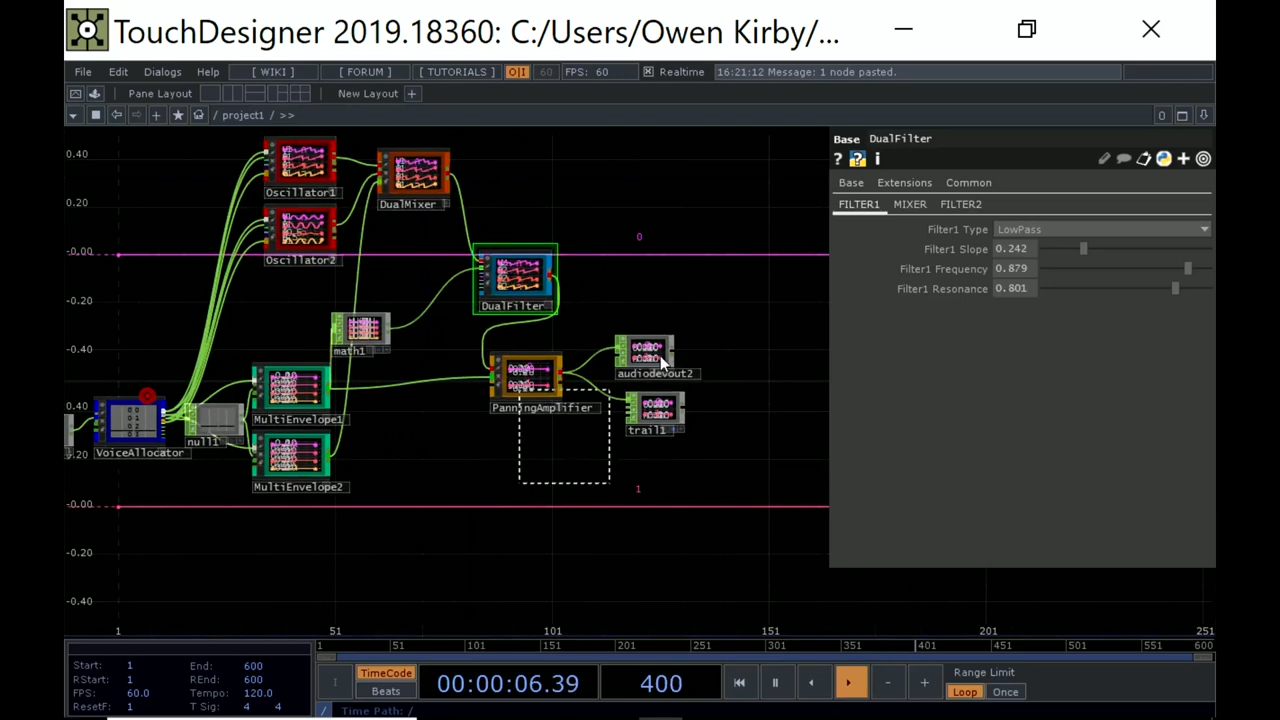 TouchDesigner 2019.18360: C:/Users/Owen Kirby/...
File Edit Dialogs Help [ WIKI ] [ FORUM ] [ TUTORIALS ] O|I 60 FPS: 60 Realtime 16:21:12 Message: 1 node pasted.
Pane Layout New Layout +
/ project1 / >> 0
Base DualFilter
? ? i
Base Extensions Common
FILTER1 MIXER FILTER2
Filter1 Type LowPass
Filter1 Slope 0.242
Filter1 Frequency 0.879
Filter1 Resonance 0.801
0.40
0.20
-0.00
-0.20
-0.40
0.40
0.20
-0.00
-0.20
-0.40
0
1
Oscillator1
DualMixer
Oscillator2
DualFilter
math1
audiodevout2
PanningAmplifier
MultiEnvelope1
trail1
null1
VoiceAllocator
MultiEnvelope2
1 51 101 151 201 251
1 51 101 151 201 251 301 351 401 451 501 551 600
Start: 1 End: 600
RStart: 1 REnd: 600
FPS: 60.0 Tempo: 120.0
ResetF: 1 T Sig: 4 4
TimeCode
Beats
00:00:06.39
400
Range Limit
Loop Once
/ Time Path: /